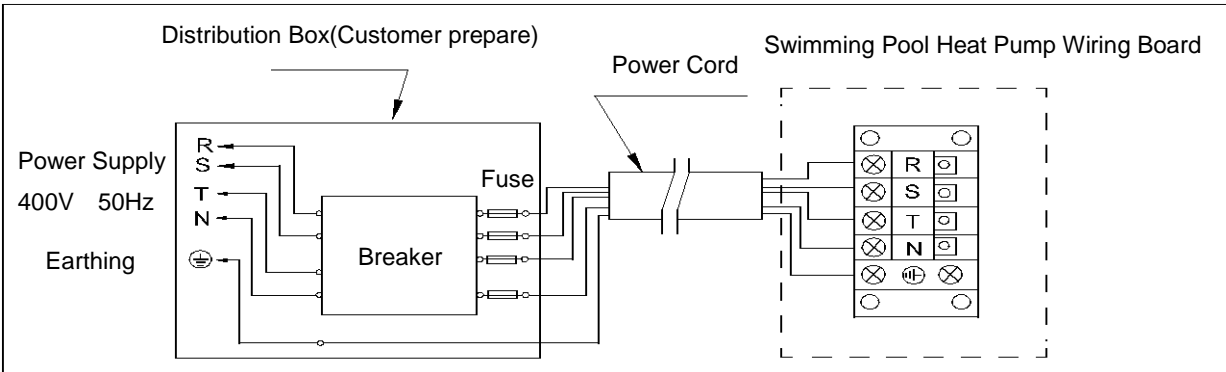 Distribution Box(Customer prepare)
Swimming Pool Heat Pump Wiring Board
Power Cord
R
S
T
N
Power Supply
400V 50Hz
Earthing
Fuse
Breaker
R
S
T
N